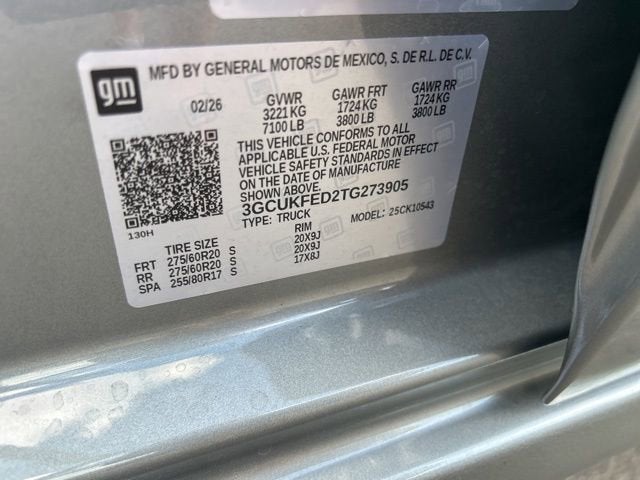 gm
MFD BY GENERAL MOTORS DE MEXICO, S. DE R.L. DE C.V.
02/26 GVWR GAWR FRT GAWR RR
3221 KG 1724 KG 1724 KG
7100 LB 3800 LB 3800 LB
THIS VEHICLE CONFORMS TO ALL
APPLICABLE U.S. FEDERAL MOTOR
VEHICLE SAFETY STANDARDS IN EFFECT
ON THE DATE OF MANUFACTURE
SHOWN ABOVE.
3GCUKFED2TG273905
TYPE: TRUCK MODEL: 25CK10543
130H
TIRE SIZE RIM
FRT 275/60R20 S 20X9J
RR 275/60R20 S 20X9J
SPA 255/80R17 S 17X8J